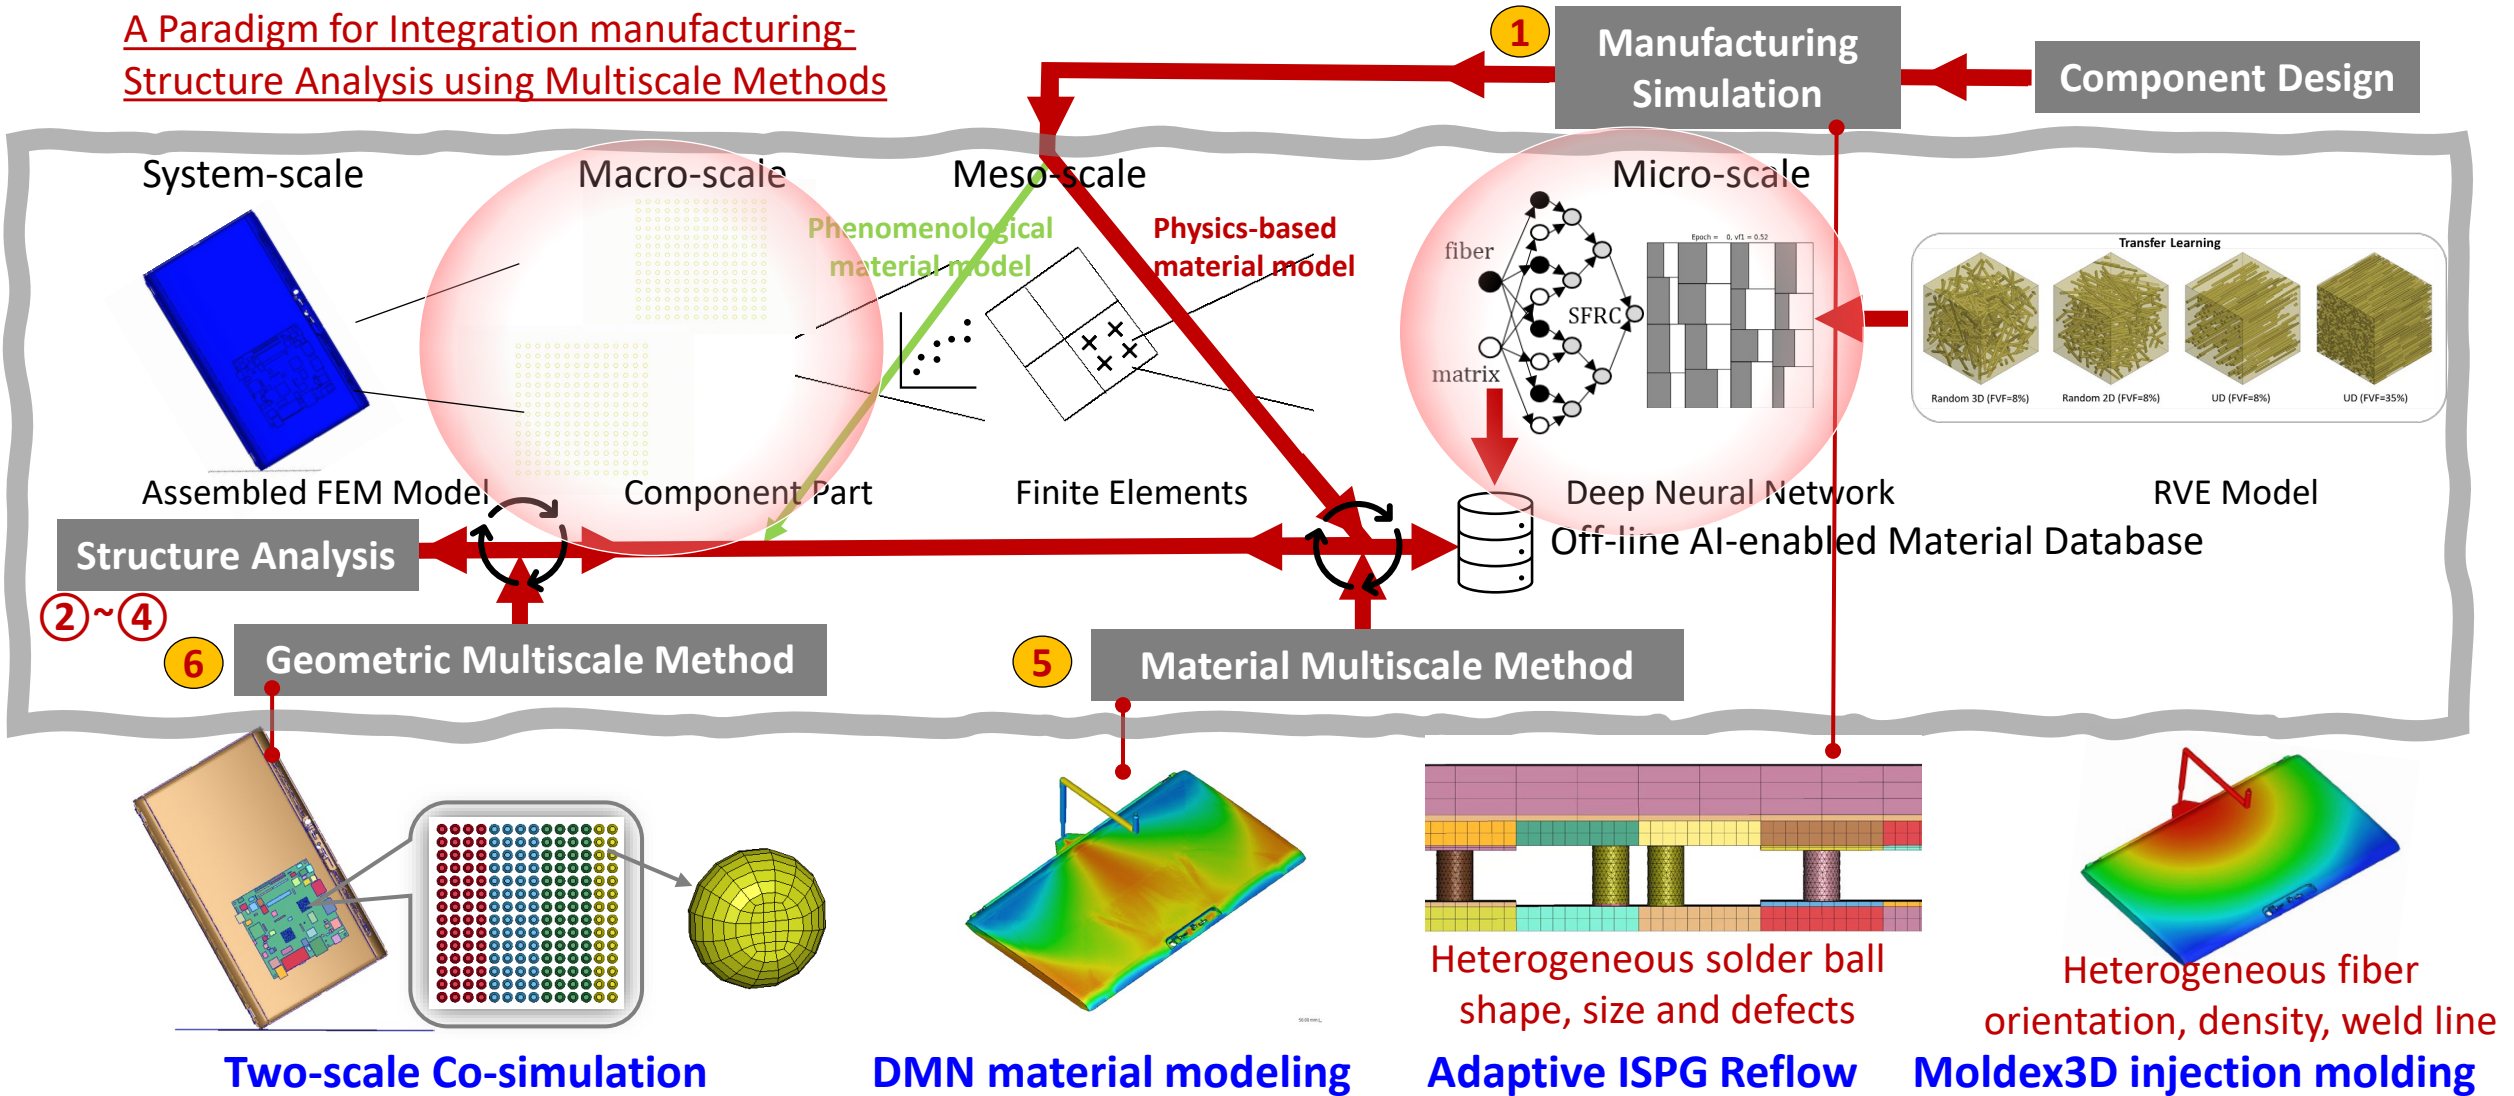 A Paradigm for Integration manufacturing-
Structure Analysis using Multiscale Methods
1
Manufacturing
Simulation
Component Design
System-scale
Macro-scale
Meso-scale
Micro-scale
Phenomenological
material model
Physics-based
material model
fiber
matrix
SFRC
Epoch = 0, vf1 = 0.52
Transfer Learning
Random 3D (FVF=8%)
Random 2D (FVF=8%)
UD (FVF=8%)
UD (FVF=35%)
Assembled FEM Model
Component Part
Finite Elements
Deep Neural Network
RVE Model
Structure Analysis
Off-line AI-enabled Material Database
2~4
6
Geometric Multiscale Method
5
Material Multiscale Method
Heterogeneous solder ball
shape, size and defects
Heterogeneous fiber
orientation, density, weld line
Two-scale Co-simulation
DMN material modeling
Adaptive ISPG Reflow
Moldex3D injection molding